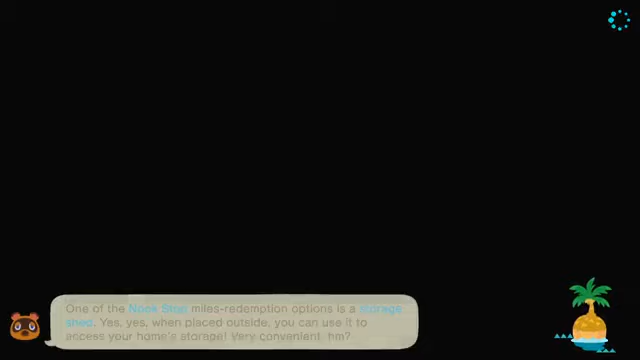 One of the Nook Stop miles-redemption options is a storage
shed. Yes, yes, when placed outside, you can use it to
access your home's storage! Very convenient, hm?